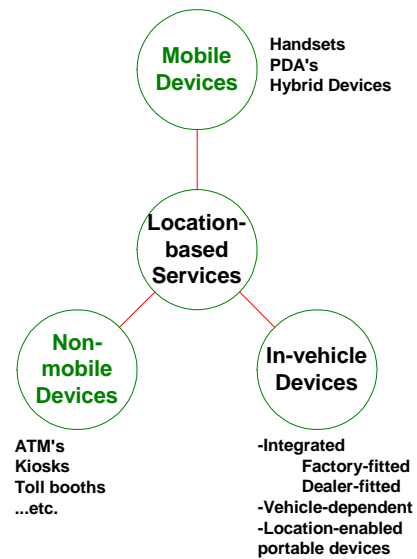 Mobile
Devices
Handsets
PDA's
Hybrid Devices
Location-
based
Services
Non-
mobile
Devices
In-vehicle
Devices
ATM's
Kiosks
Toll booths
...etc.
-Integrated
Factory-fitted
Dealer-fitted
-Vehicle-dependent
-Location-enabled
portable devices